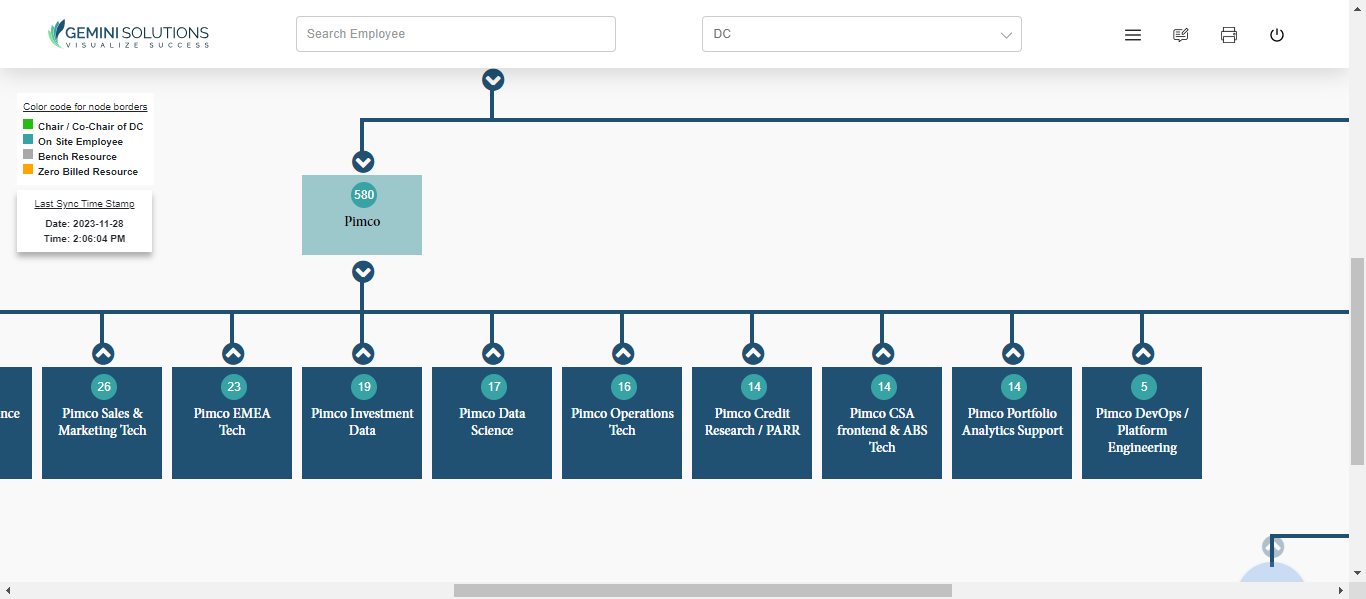 GEMINI SOLUTIONS
VISUALIZE SUCCESS
Search Employee
DC
Color code for node borders
Chair / Co-Chair of DC
On Site Employee
Bench Resource
Zero Billed Resource
Last Sync Time Stamp
Date: 2023-11-28
Time: 2:06:04 PM
580
Pimco
nce
26
Pimco Sales &
Marketing Tech
23
Pimco EMEA
Tech
19
Pimco Investment
Data
17
Pimco Data
Science
16
Pimco Operations
Tech
14
Pimco Credit
Research / PARR
14
Pimco CSA
frontend & ABS
Tech
14
Pimco Portfolio
Analytics Support
5
Pimco DevOps /
Platform
Engineering